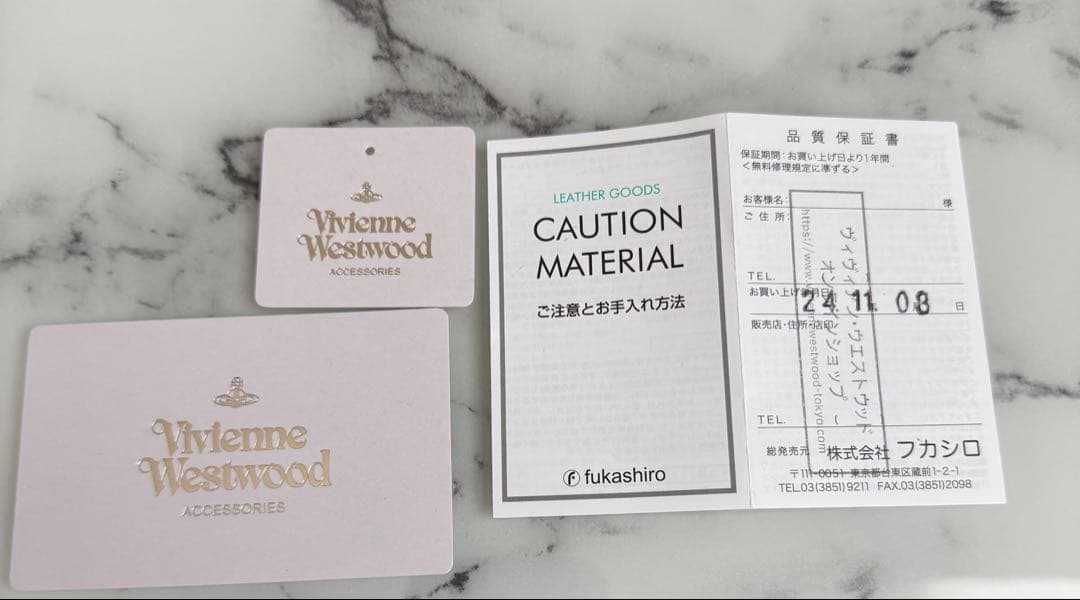 Vivienne
Westwood
ACCESSORIES
Vivienne
Westwood
ACCESSORIES
LEATHER GOODS
CAUTION
MATERIAL
ご注意とお手入れ方法
fukashiro
品質保証書
保証期間：お買い上げ日より1年間
＜無料修理規定に準ずる＞
お客様名： 様
ご住所：
TEL.
お買い上げ年月日 24 11 08 日
販売店・住所・店印
ヴィヴィアン・ウエストウッド
オンラインショップ
TEL. (
総発売元 株式会社 フカシロ
〒111-0051 東京都台東区蔵前1-2-1
TEL.03(3851)9211 FAX.03(3851)2098